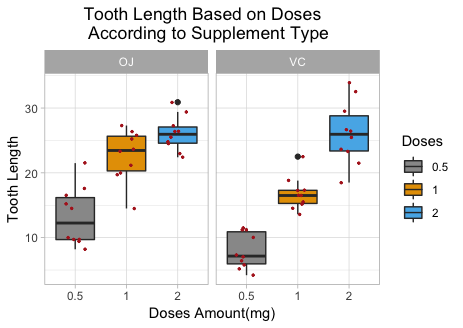 Tooth Length Based on Doses
According to Supplement Type
OJ
VC
Tooth Length
30
20
10
0.5
1
2
0.5
1
2
Doses Amount(mg)
Doses
0.5
1
2